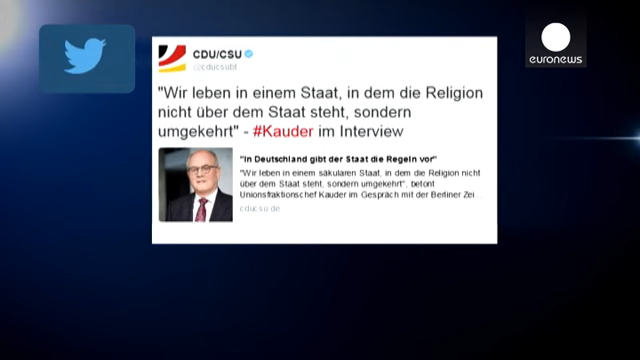 euronews
CDU/CSU
@cducsubt
"Wir leben in einem Staat, in dem die Religion
nicht über dem Staat steht, sondern
umgekehrt" - #Kauder im Interview
"In Deutschland gibt der Staat die Regeln vor"
"Wir leben in einem säkularen Staat, in dem die Religion nicht
über dem Staat steht, sondern umgekehrt", betont
Unionsfraktionschef Kauder im Gespräch mit der Berliner Zei...
cducsu.de